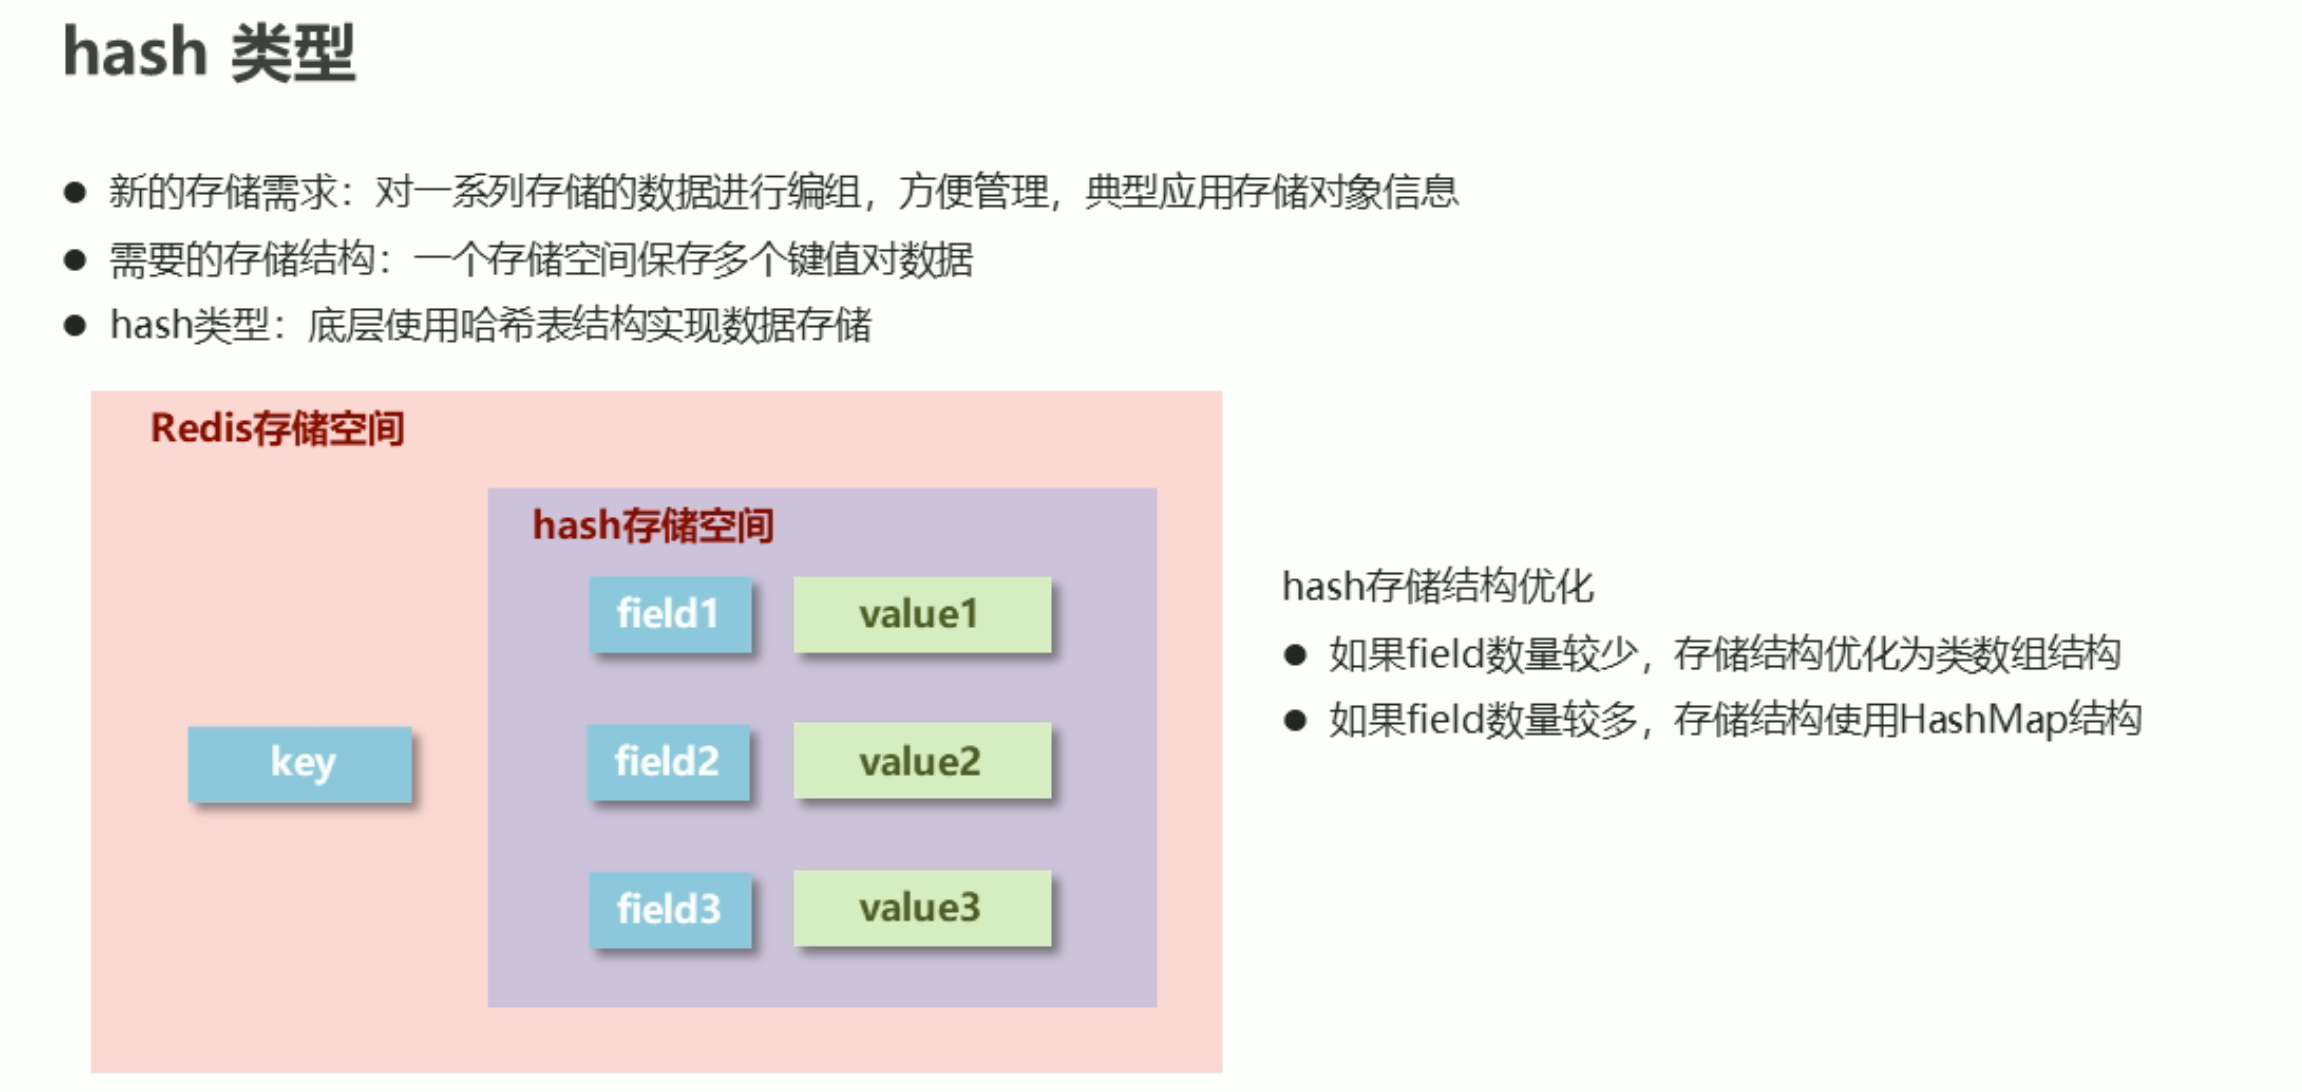 hash 类型
新的存储需求：对一系列存储的数据进行编组，方便管理，典型应用存储对象信息
需要的存储结构：一个存储空间保存多个键值对数据
hash类型：底层使用哈希表结构实现数据存储
Redis存储空间
hash存储空间
field1 value1
key
field2 value2
field3 value3
hash存储结构优化
如果field数量较少，存储结构优化为类数组结构
如果field数量较多，存储结构使用HashMap结构